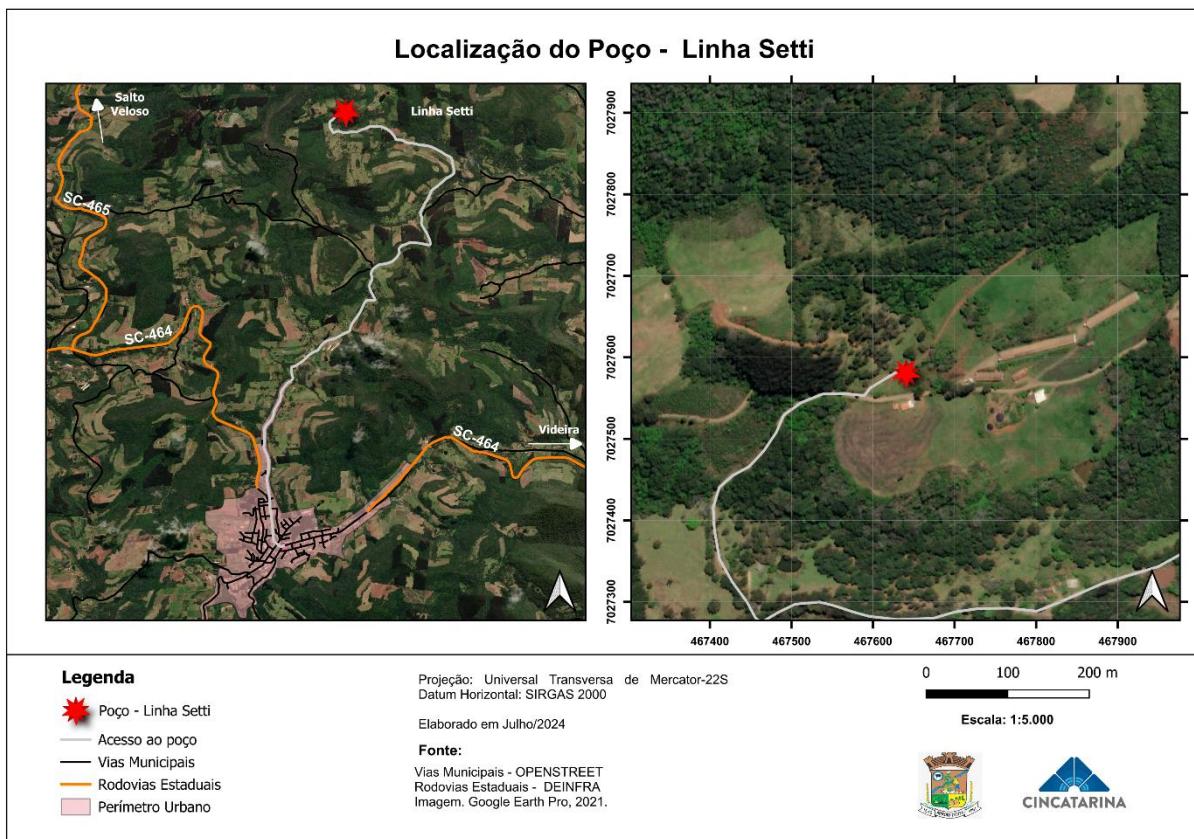 Localização do Poço - Linha Setti
Salto
Veloso
Linha Setti
SC-465
SC-464
SC-464
Videira
7027900
7027800
7027700
7027600
7027500
7027400
7027300
467400
467500
467600
467700
467800
467900
Legenda
Poço - Linha Setti
Acesso ao poço
Vias Municipais
Rodovias Estaduais
Perímetro Urbano
Projeção: Universal Transversa de Mercator-22S
Datum Horizontal: SIRGAS 2000
Elaborado em Julho/2024
Fonte:
Vias Municipais - OPENSTREET
Rodovias Estaduais - DEINFRA
Imagem. Google Earth Pro, 2021.
0 100 200 m
Escala: 1:5.000
CINCATARINA